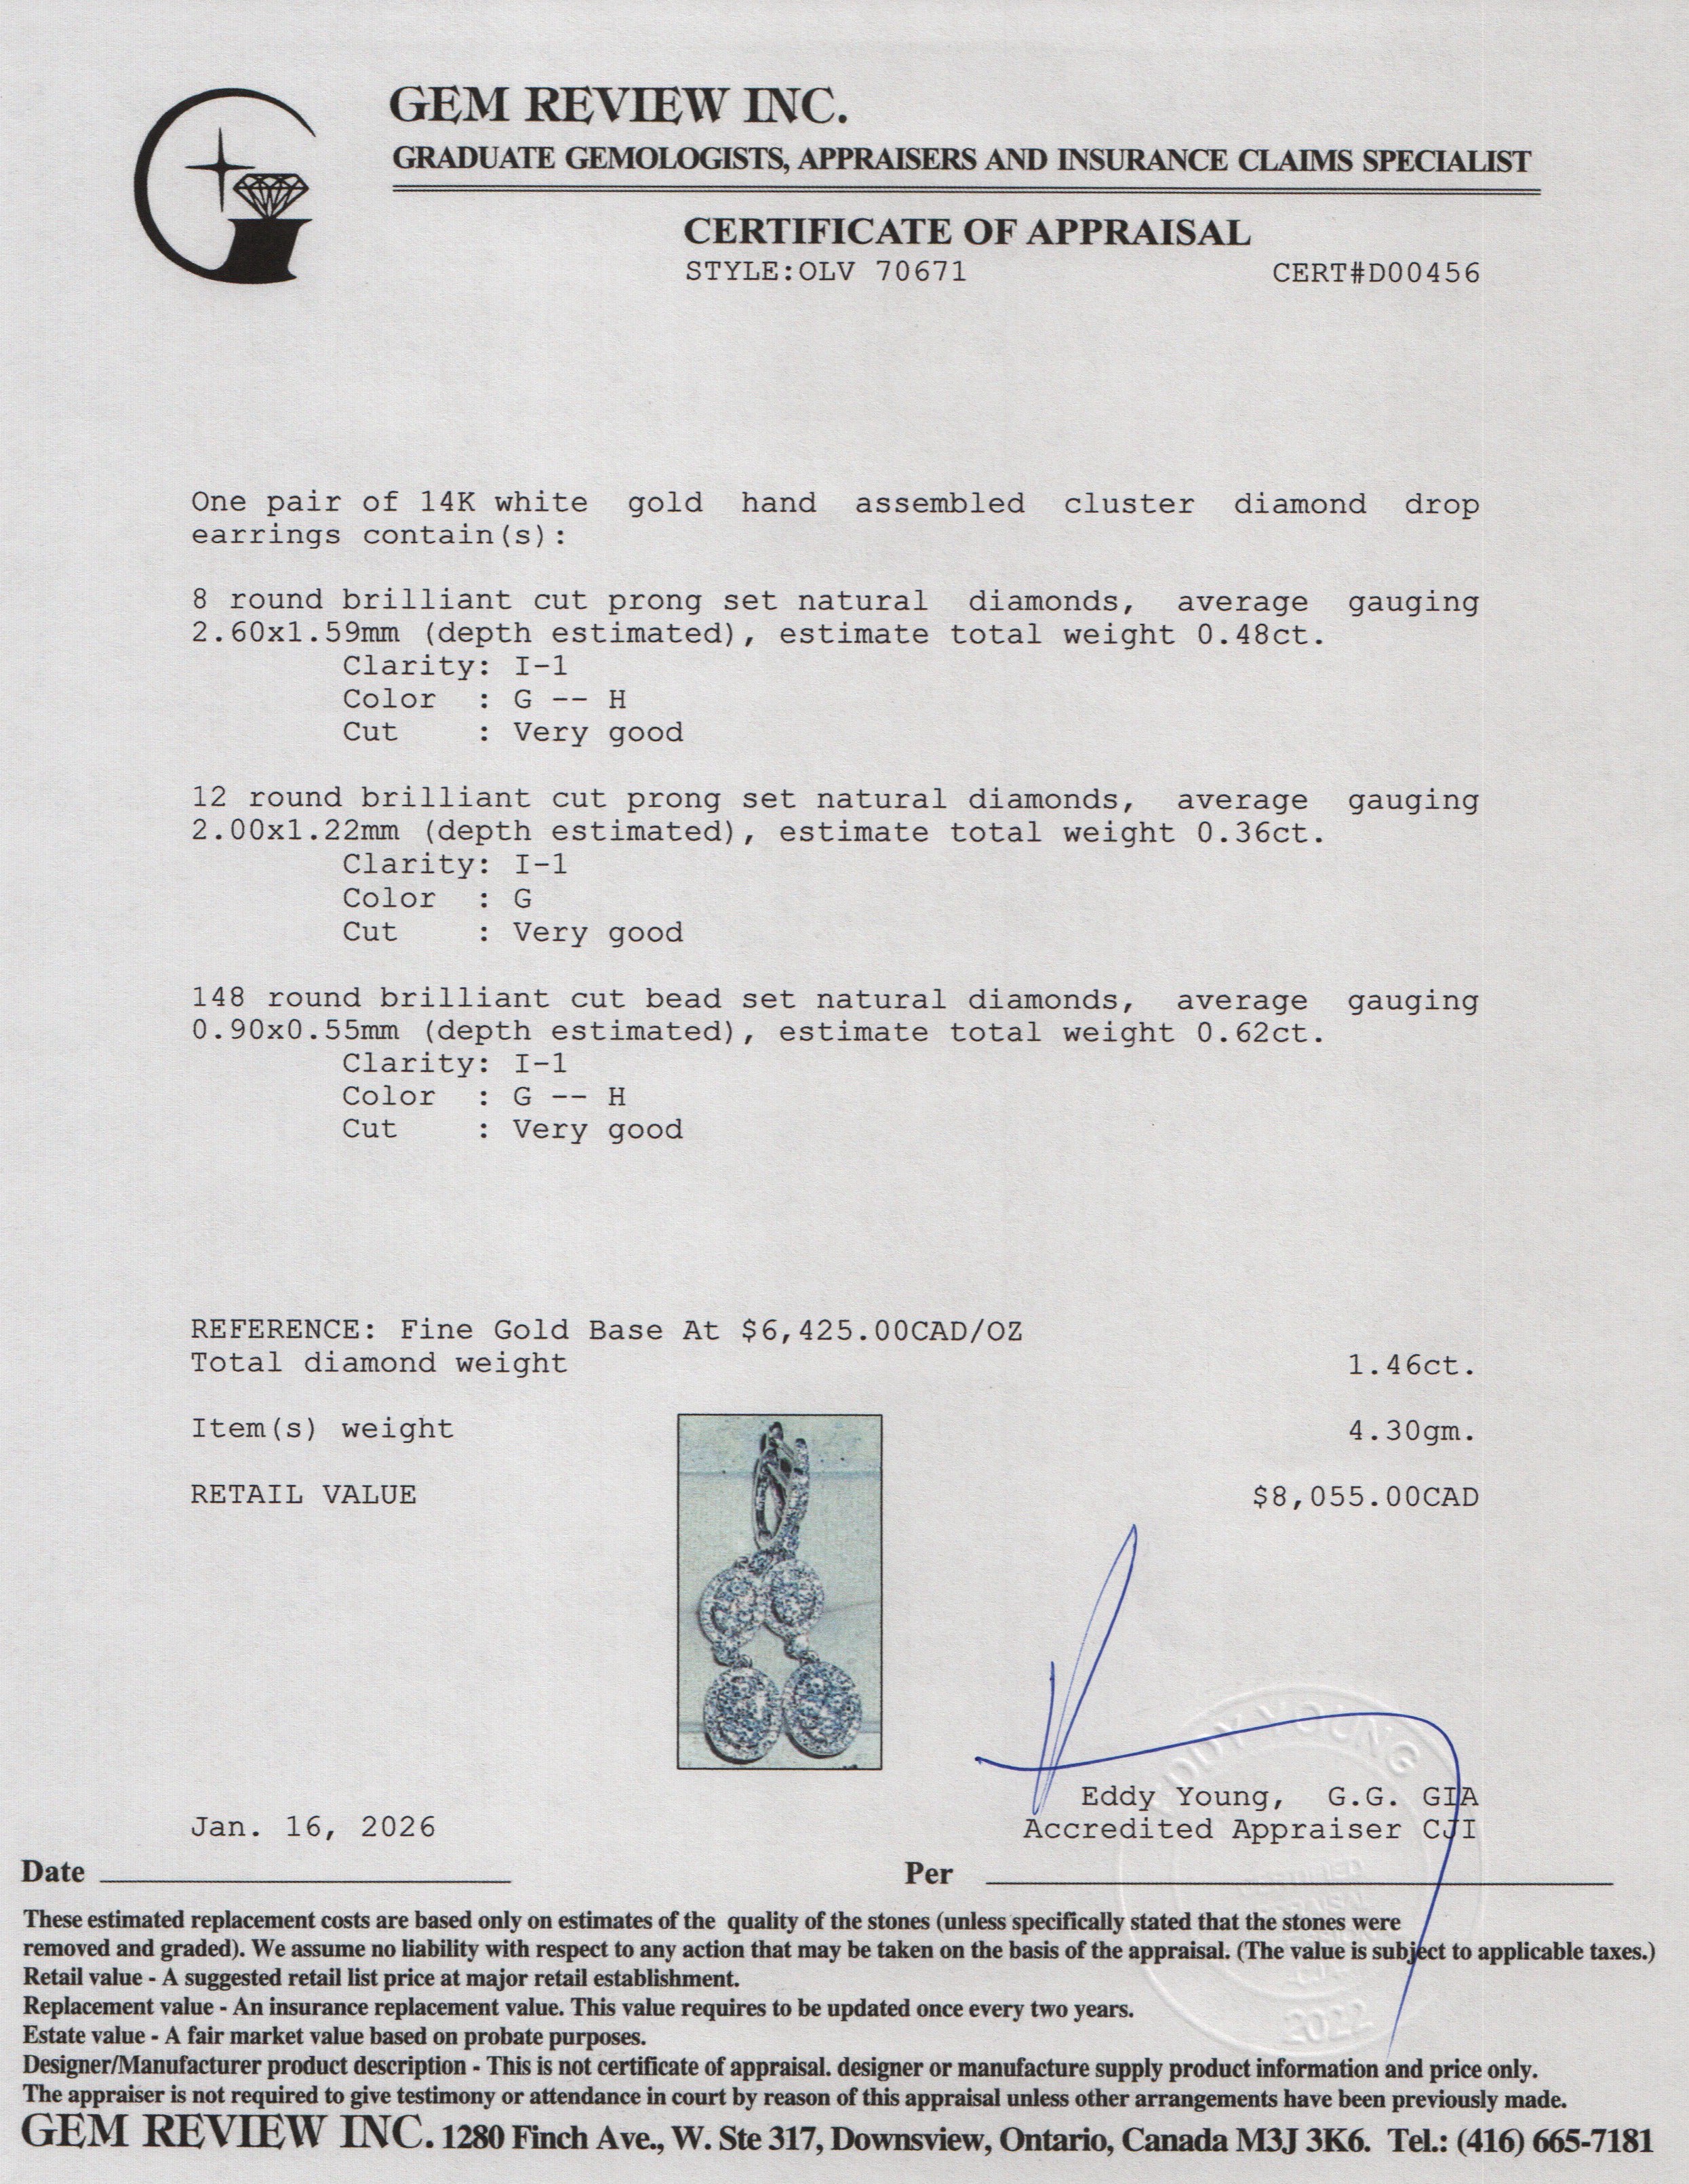 GEM REVIEW INC.
GRADUATE GEMOLOGISTS, APPRAISERS AND INSURANCE CLAIMS SPECIALIST
CERTIFICATE OF APPRAISAL
STYLE:OLV 70671 CERT#D00456
One pair of 14K white gold hand assembled cluster diamond drop
earrings contain(s):
8 round brilliant cut prong set natural diamonds, average gauging
2.60x1.59mm (depth estimated), estimate total weight 0.48ct.
Clarity: I-1
Color : G -- H
Cut : Very good
12 round brilliant cut prong set natural diamonds, average gauging
2.00x1.22mm (depth estimated), estimate total weight 0.36ct.
Clarity: I-1
Color : G
Cut : Very good
148 round brilliant cut bead set natural diamonds, average gauging
0.90x0.55mm (depth estimated), estimate total weight 0.62ct.
Clarity: I-1
Color : G -- H
Cut : Very good
REFERENCE: Fine Gold Base At $6,425.00CAD/OZ
Total diamond weight 1.46ct.
Item(s) weight 4.30gm.
RETAIL VALUE $8,055.00CAD
EDDY YOUNG
Eddy Young, G.G. GIA
Jan. 16, 2026 Accredited Appraiser CJI
Date Per
CERTIFIED
2022
These estimated replacement costs are based only on estimates of the quality of the stones (unless specifically stated that the stones were
removed and graded). We assume no liability with respect to any action that may be taken on the basis of the appraisal. (The value is subject to applicable taxes.)
Retail value - A suggested retail list price at major retail establishment.
Replacement value - An insurance replacement value. This value requires to be updated once every two years.
Estate value - A fair market value based on probate purposes.
Designer/Manufacturer product description - This is not certificate of appraisal. designer or manufacture supply product information and price only.
The appraiser is not required to give testimony or attendance in court by reason of this appraisal unless other arrangements have been previously made.
GEM REVIEW INC. 1280 Finch Ave., W. Ste 317, Downsview, Ontario, Canada M3J 3K6. Tel.: (416) 665-7181